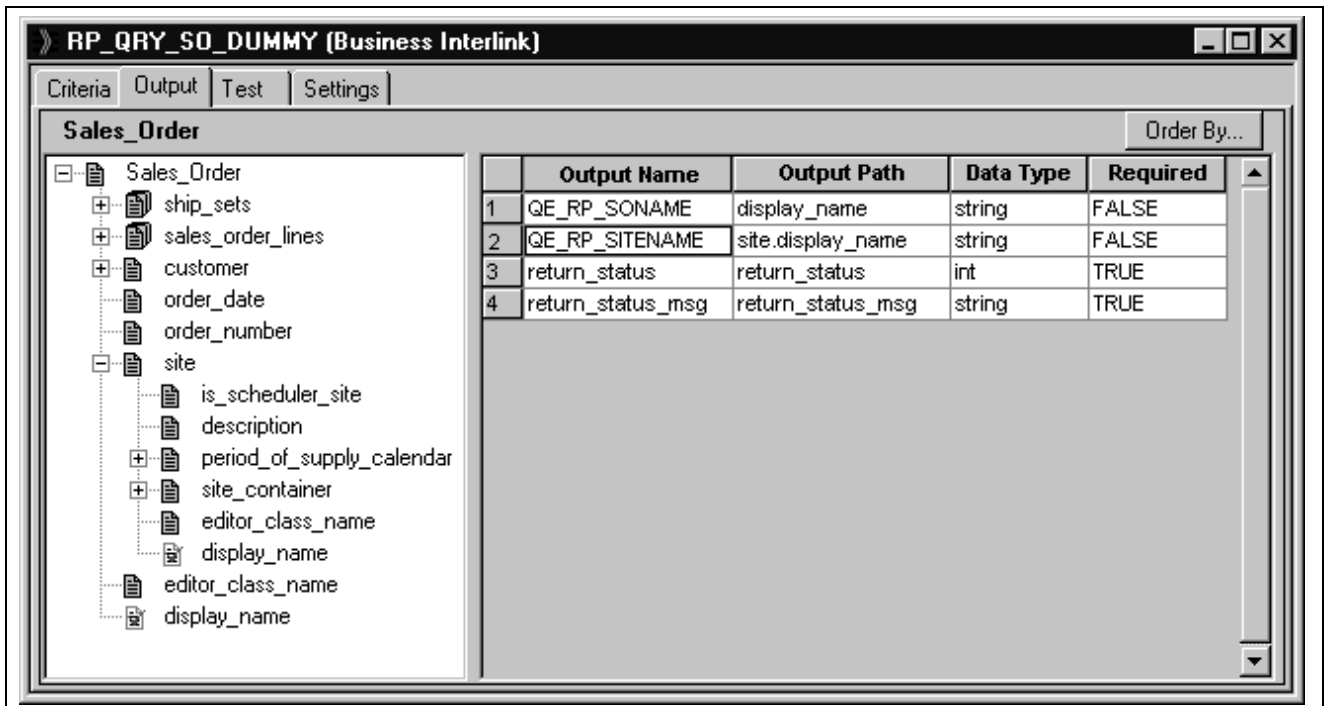 RP_QRY_SO_DUMMY (Business Interlink)
Criteria Output Test Settings
Sales_Order Order By...
Sales_Order
ship_sets
sales_order_lines
customer
order_date
order_number
site
is_scheduler_site
description
period_of_supply_calendar
site_container
editor_class_name
display_name
editor_class_name
display_name
Output Name Output Path Data Type Required
1 QE_RP_SONAME display_name string FALSE
2 QE_RP_SITENAME site.display_name string FALSE
3 return_status return_status int TRUE
4 return_status_msg return_status_msg string TRUE